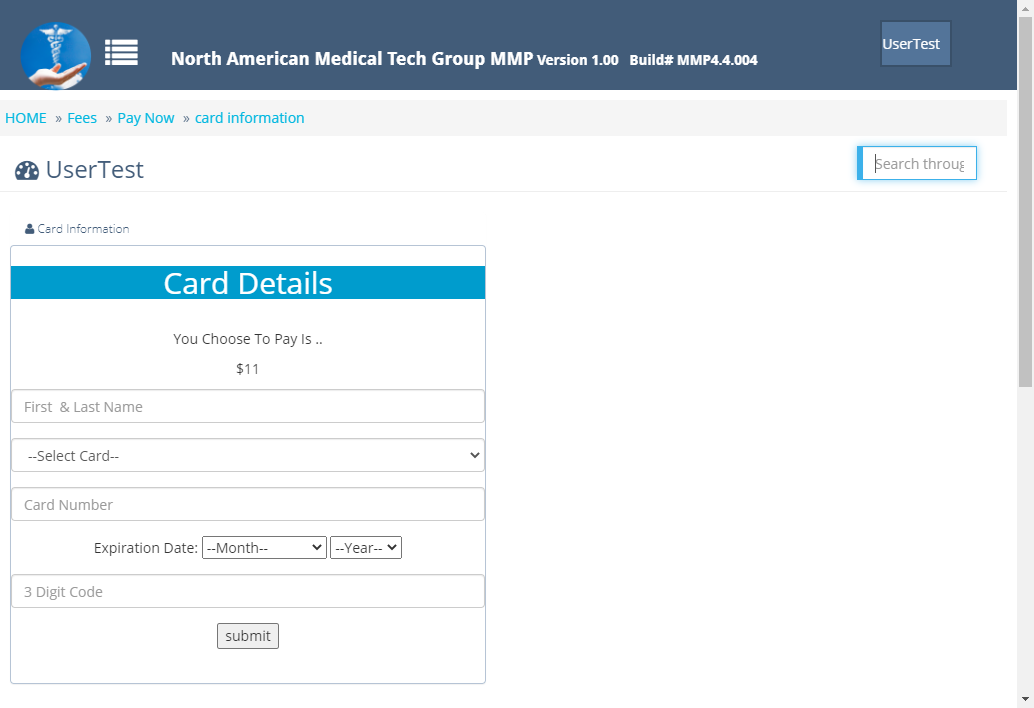 North American Medical Tech Group MMP Version 1.00 Build# MMP4.4.004
UserTest
HOME » Fees » Pay Now » card information
UserTest
Search throug
Card Information
Card Details
You Choose To Pay Is ..
$11
First & Last Name
--Select Card--
Card Number
Expiration Date: --Month-- --Year--
3 Digit Code
submit